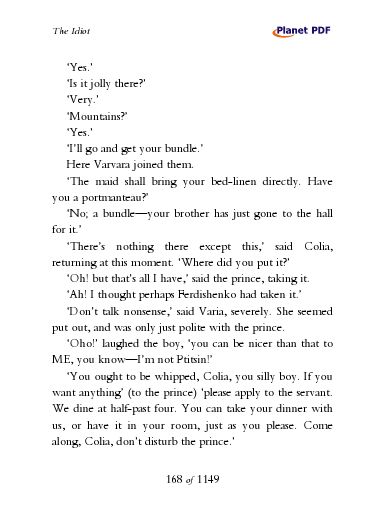 The Idiot
Planet PDF
‘Yes.’
‘Is it jolly there?’
‘Very.’
‘Mountains?’
‘Yes.’
‘I’ll go and get your bundle.’
Here Varvara joined them.
‘The maid shall bring your bed-linen directly. Have
you a portmanteau?’
‘No; a bundle—your brother has just gone to the hall
for it.’
‘There’s nothing there except this,’ said Colia,
returning at this moment. ‘Where did you put it?’
‘Oh! but that’s all I have,’ said the prince, taking it.
‘Ah! I thought perhaps Ferdishenko had taken it.’
‘Don’t talk nonsense,’ said Varia, severely. She seemed
put out, and was only just polite with the prince.
‘Oho!’ laughed the boy, ‘you can be nicer than that to
ME, you know—I’m not Ptitsin!’
‘You ought to be whipped, Colia, you silly boy. If you
want anything’ (to the prince) ‘please apply to the servant.
We dine at half-past four. You can take your dinner with
us, or have it in your room, just as you please. Come
along, Colia, don’t disturb the prince.’
168 of 1149